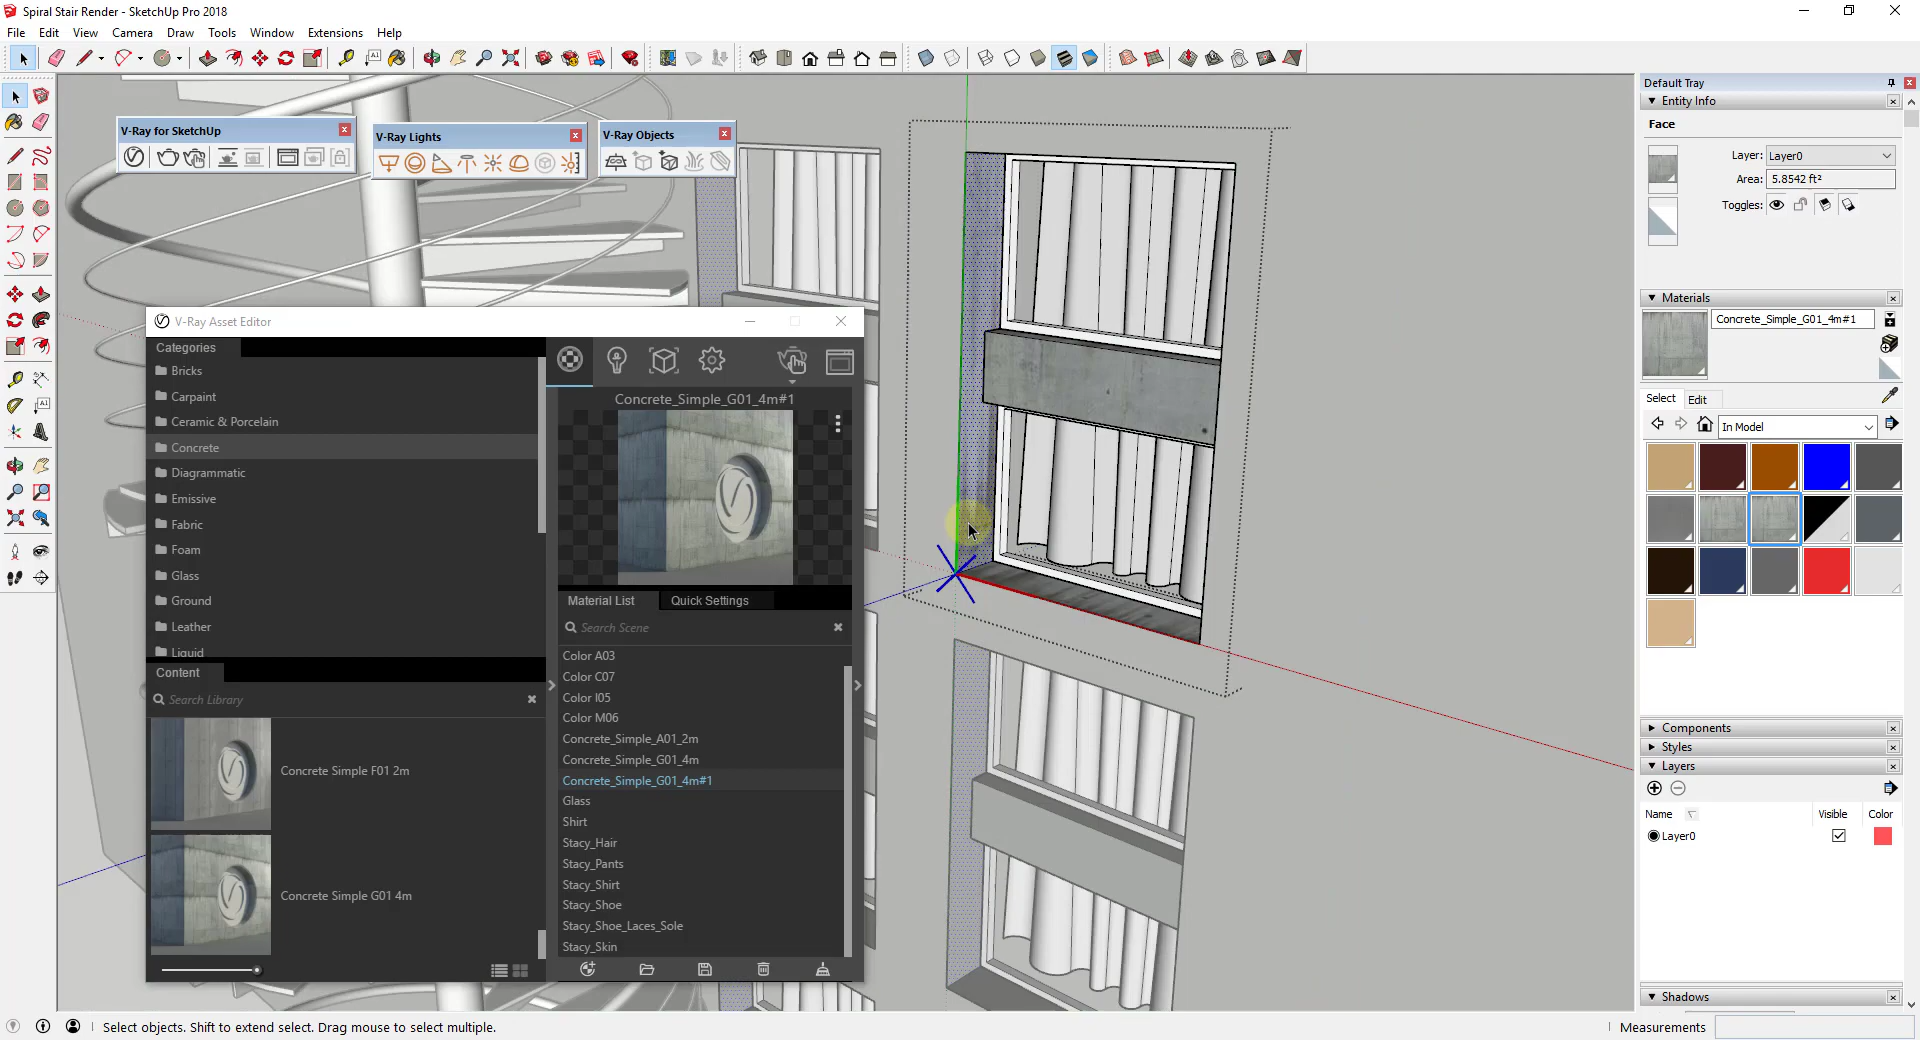 Spiral Stair Render - SketchUp Pro 2018
File Edit View Camera Draw Tools Window Extensions Help
V-Ray for SketchUp
V-Ray Lights
V-Ray Objects
V-Ray Asset Editor
Categories
Bricks
Carpaint
Ceramic & Porcelain
Concrete
Diagrammatic
Emissive
Fabric
Foam
Glass
Ground
Leather
Liquid
Content
Search Library
Concrete Simple F01 2m
Concrete Simple G01 4m
Concrete_Simple_G01_4m#1
Material List
Quick Settings
Search Scene
Color A03
Color C07
Color I05
Color M06
Concrete_Simple_A01_2m
Concrete_Simple_G01_4m
Concrete_Simple_G01_4m#1
Glass
Shirt
Stacy_Hair
Stacy_Pants
Stacy_Shirt
Stacy_Shoe
Stacy_Shoe_Laces_Sole
Stacy_Skin
Default Tray
Entity Info
Face
Layer: Layer0
Area: 5.8542 ft²
Toggles:
Materials
Concrete_Simple_G01_4m#1
Select Edit
In Model
Components
Styles
Layers
Name Visible Color
Layer0
Shadows
Select objects. Shift to extend select. Drag mouse to select multiple.
Measurements